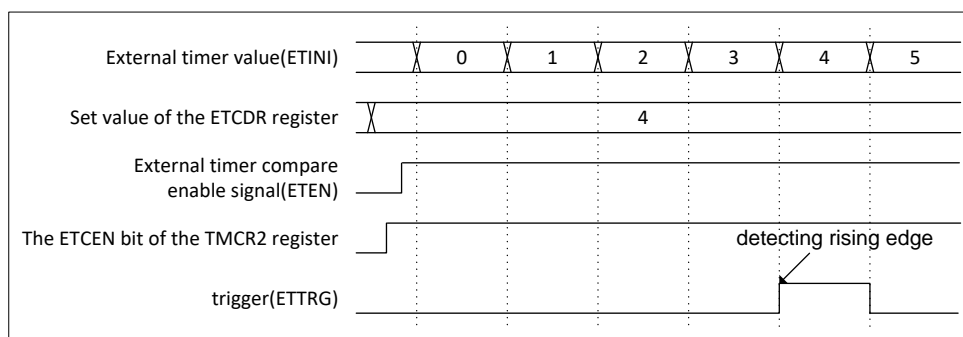 External timer value(ETINI)
0 1 2 3 4 5
Set value of the ETCDR register
4
External timer compare
enable signal(ETEN)
The ETCEN bit of the TMCR2 register
detecting rising edge
trigger(ETTRG)